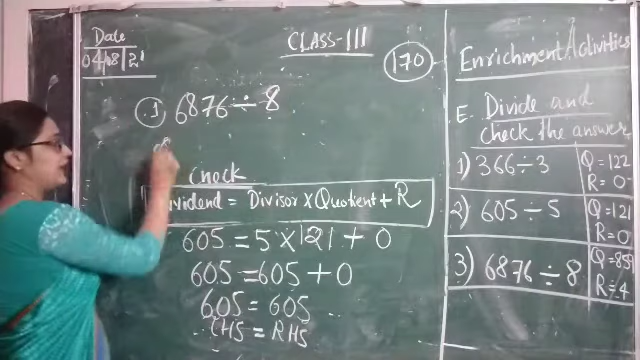 Date
04/08/21
CLASS-III
170
1) 6876 ÷ 8
8
Check
Dividend = Divisor × Quotient + R
605 = 5 × 121 + 0
605 = 605 + 0
605 = 605
LHS = RHS
Enrichment Activities
E. Divide and
check the answer
1) 366 ÷ 3 Q = 122
R = 0
2) 605 ÷ 5 Q = 121
R = 0
3) 6876 ÷ 8 Q = 859
R = 4